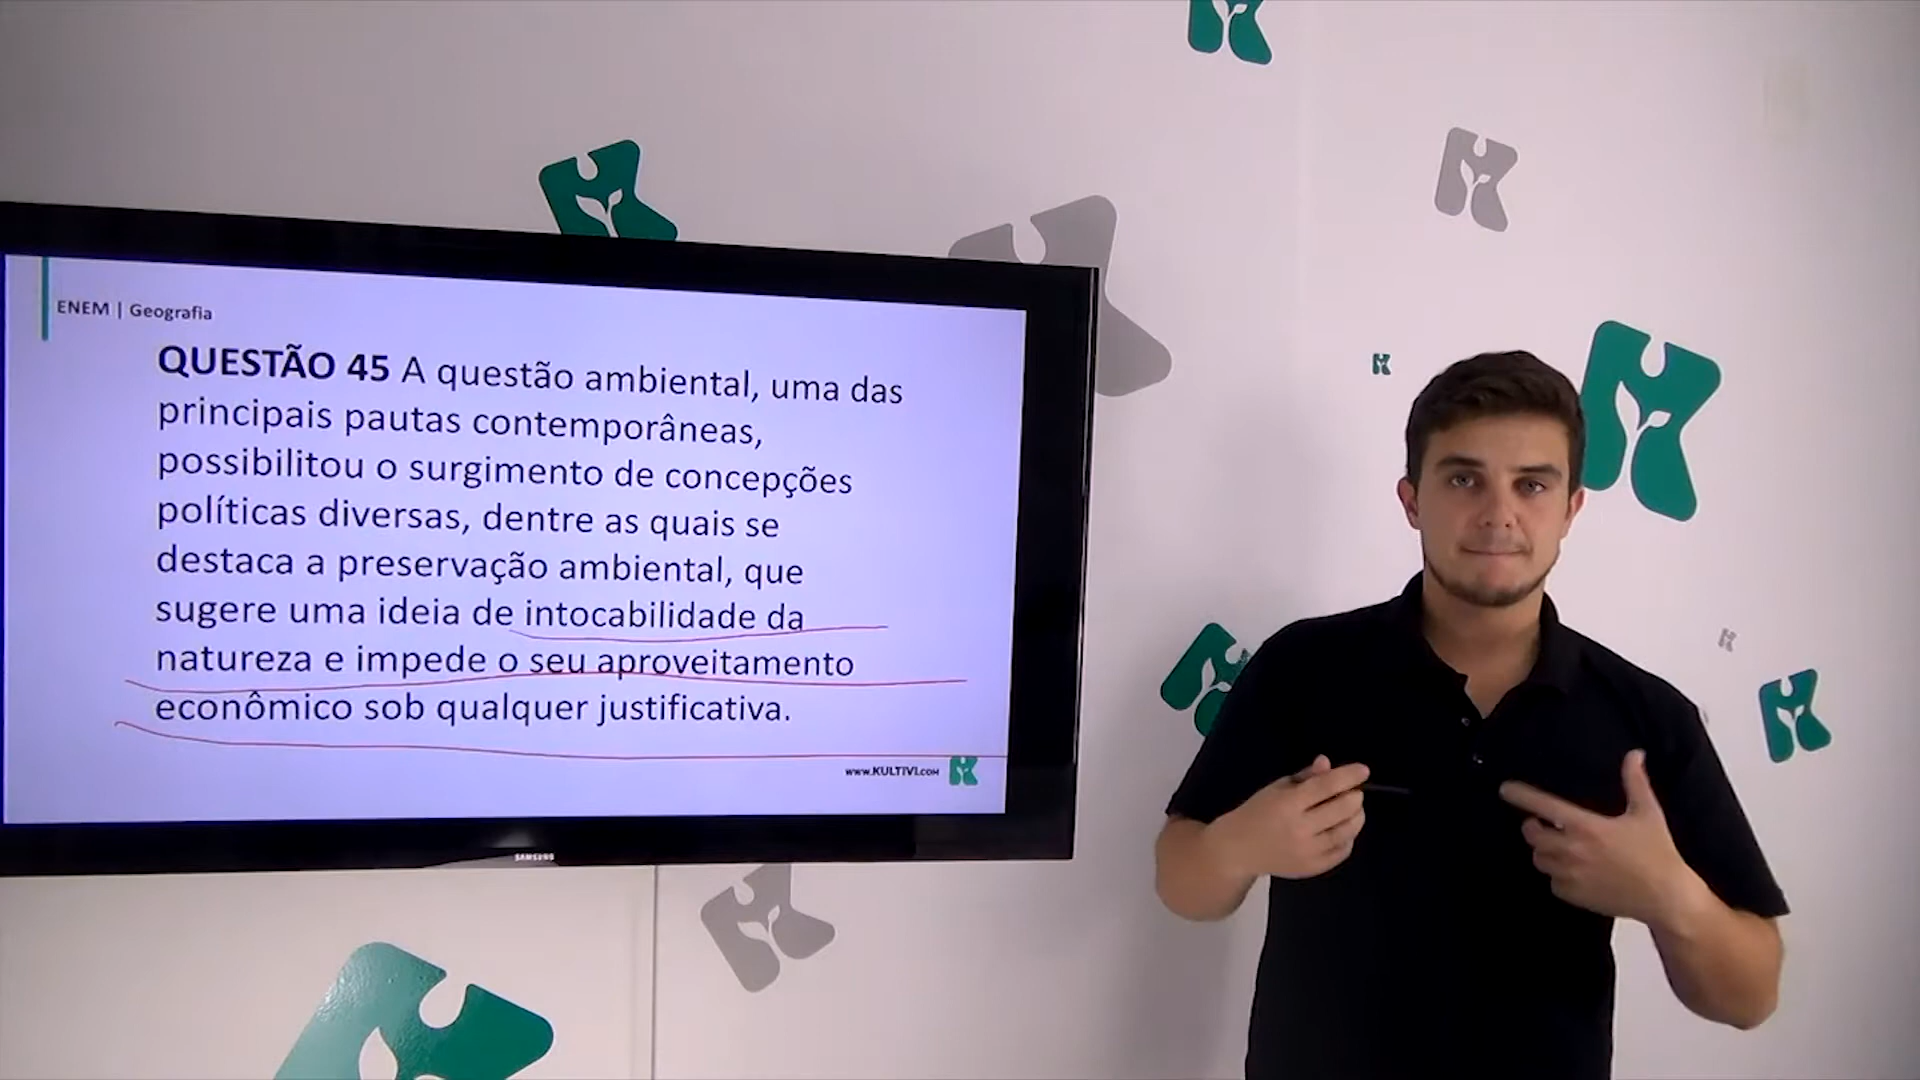 ENEM | Geografia
QUESTÃO 45 A questão ambiental, uma das
principais pautas contemporâneas,
possibilitou o surgimento de concepções
políticas diversas, dentre as quais se
destaca a preservação ambiental, que
sugere uma ideia de intocabilidade da
natureza e impede o seu aproveitamento
econômico sob qualquer justificativa.
www.KULTIVI.COM
SAMSUNG